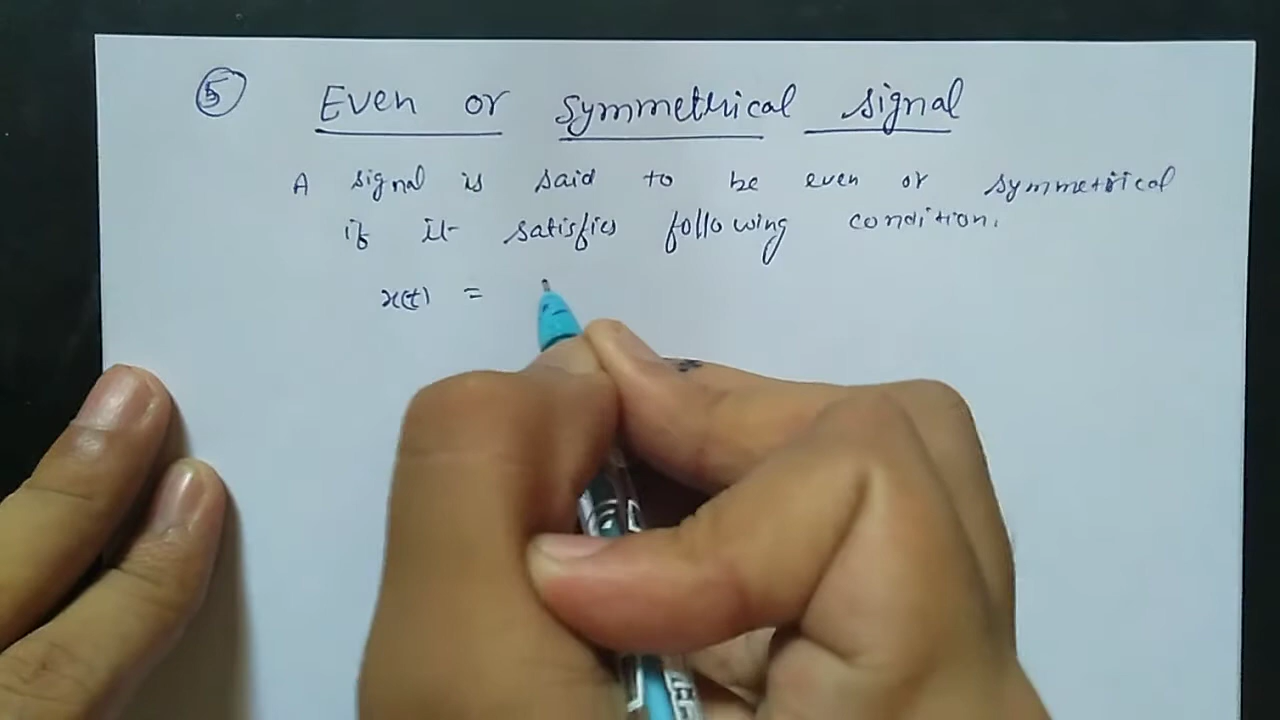 ⑤ Even or symmetrical signal
A signal is said to be even or symmetrical
if it satisfies following condition.
x(t) =